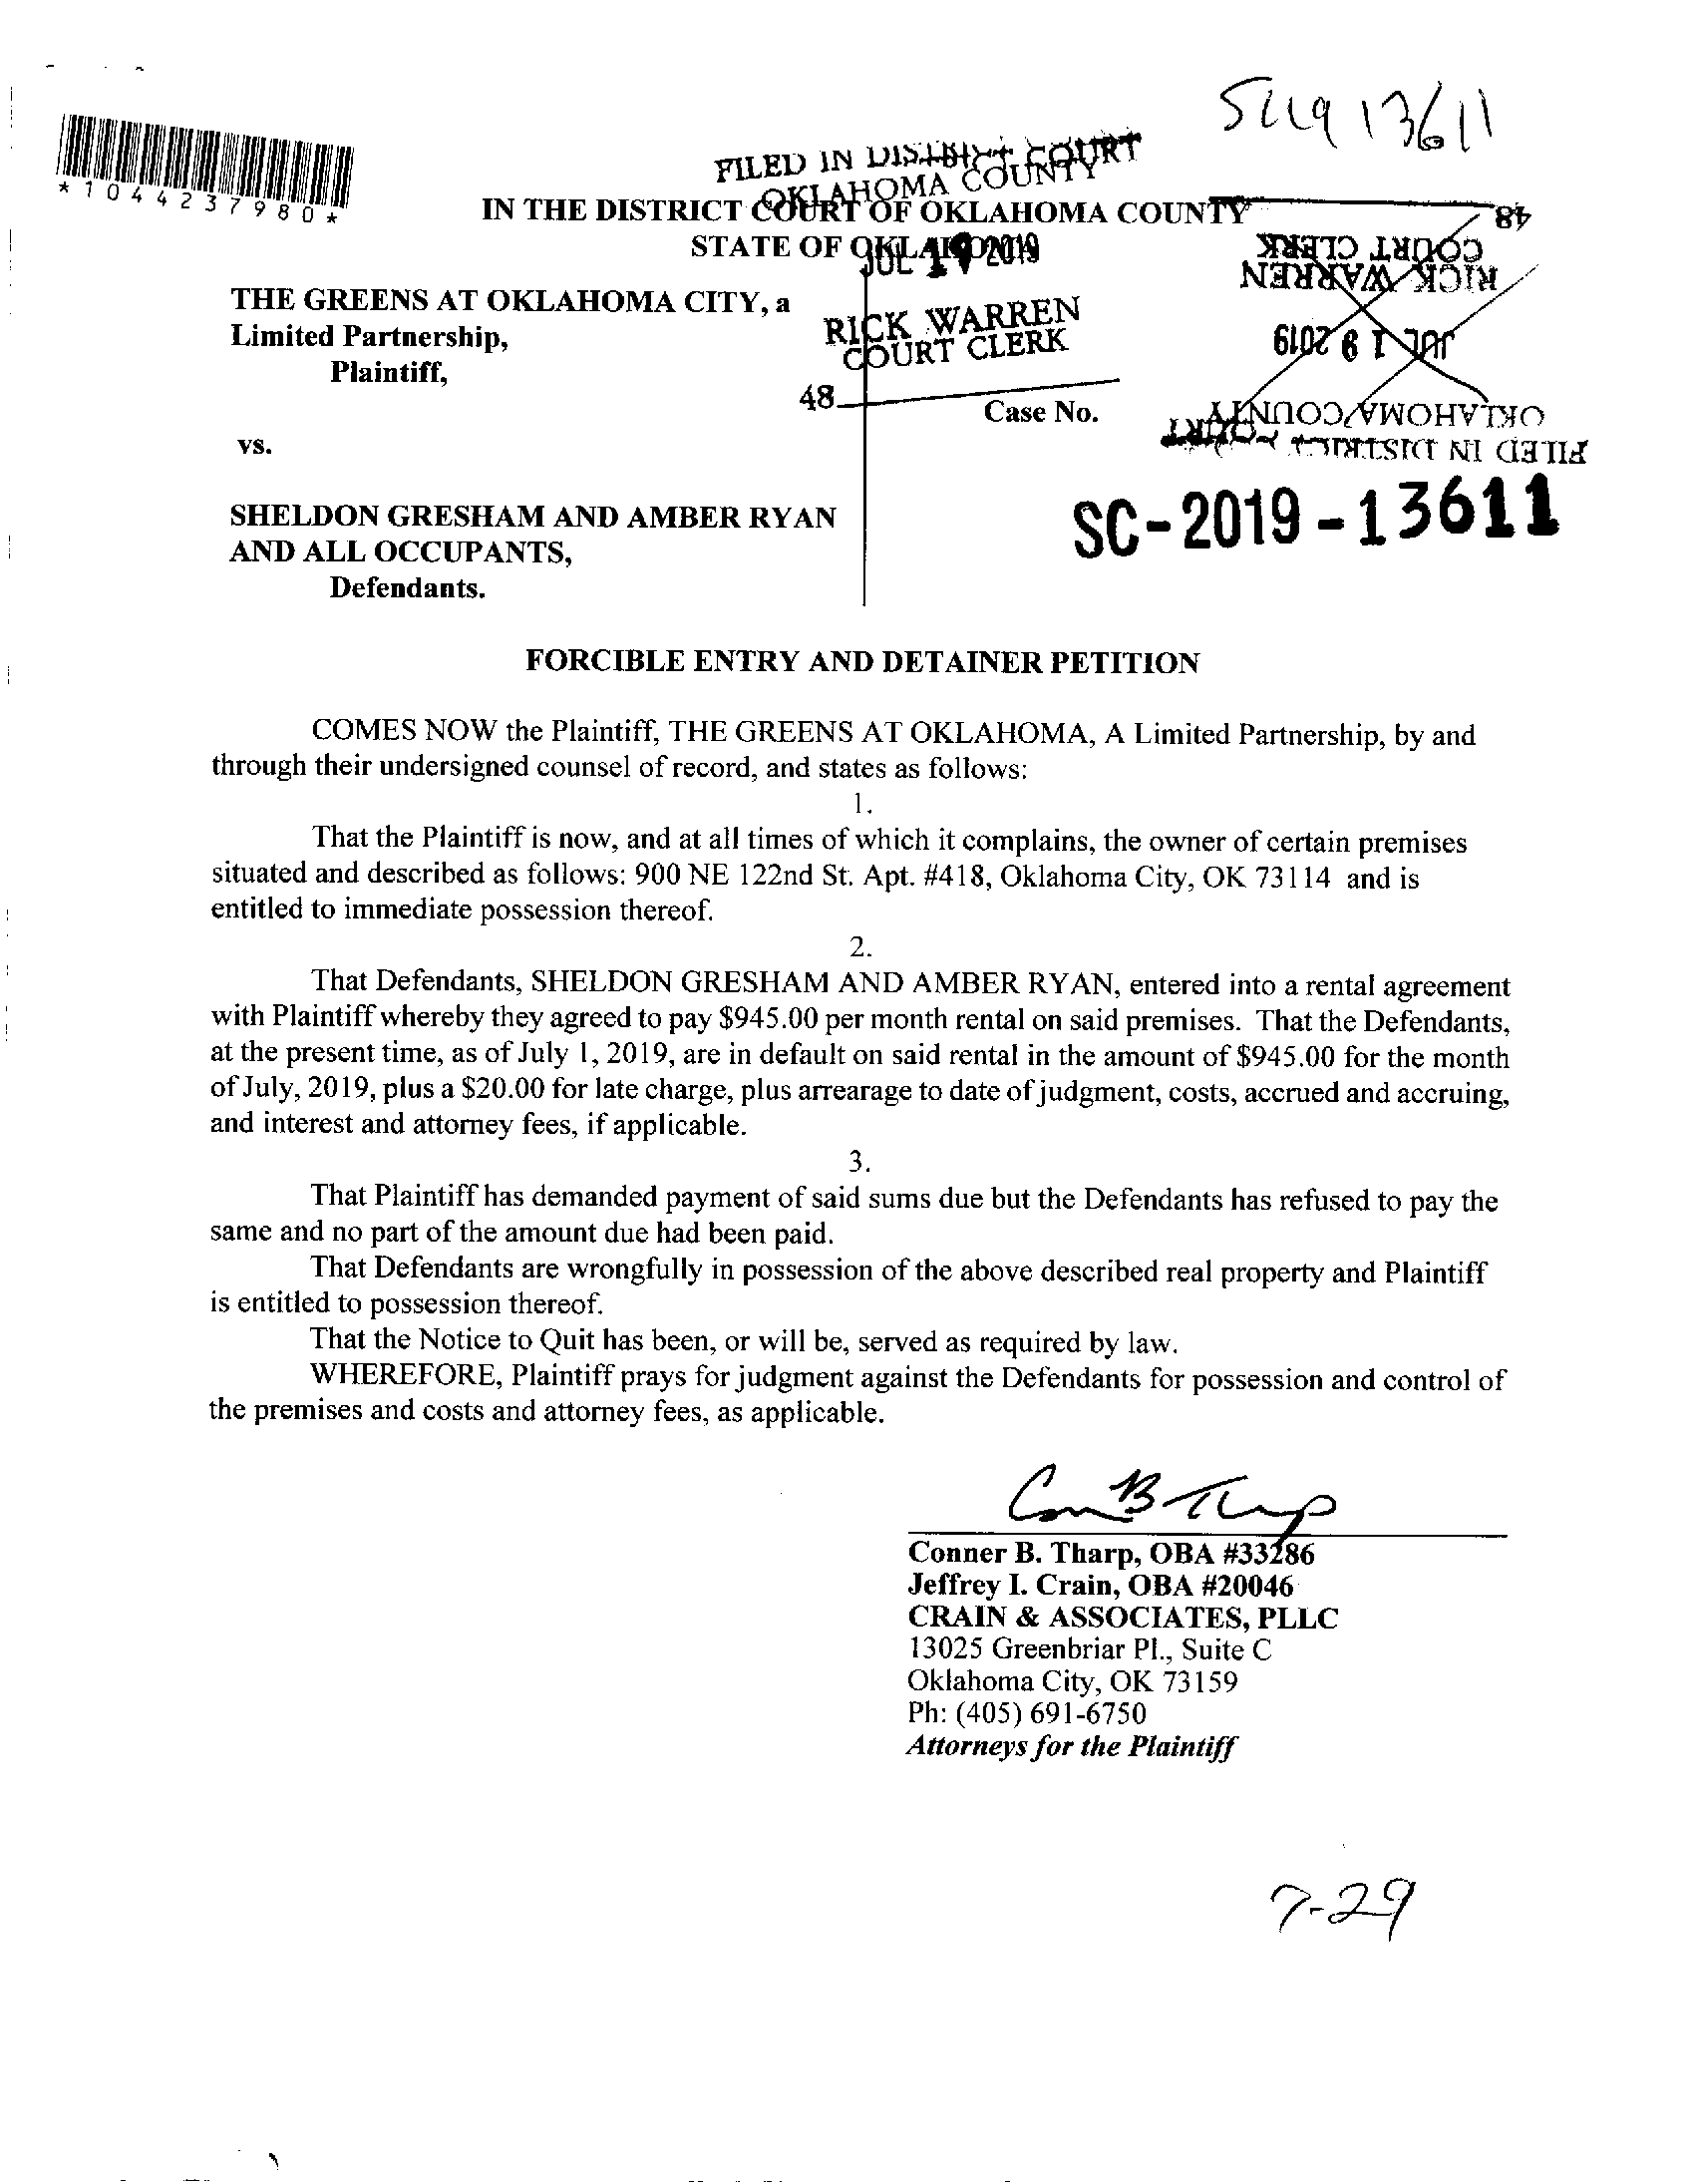 SC19 13611
*1044237980*
FILED IN DISTRICT COURT
OKLAHOMA COUNTY
IN THE DISTRICT COURT OF OKLAHOMA COUNTY
STATE OF OKLAHOMA
JUL 19 2019
RICK WARREN
COURT CLERK
48
FILED IN DISTRICT COURT
OKLAHOMA COUNTY
JUL 19 2019
RICK WARREN
COURT CLERK
48
THE GREENS AT OKLAHOMA CITY, a
Limited Partnership,
Plaintiff,
Case No.
vs.
SC-2019-13611
SHELDON GRESHAM AND AMBER RYAN
AND ALL OCCUPANTS,
Defendants.
FORCIBLE ENTRY AND DETAINER PETITION
COMES NOW the Plaintiff, THE GREENS AT OKLAHOMA, A Limited Partnership, by and
through their undersigned counsel of record, and states as follows:
1.
That the Plaintiff is now, and at all times of which it complains, the owner of certain premises
situated and described as follows: 900 NE 122nd St. Apt. #418, Oklahoma City, OK 73114 and is
entitled to immediate possession thereof.
2.
That Defendants, SHELDON GRESHAM AND AMBER RYAN, entered into a rental agreement
with Plaintiff whereby they agreed to pay $945.00 per month rental on said premises. That the Defendants,
at the present time, as of July 1, 2019, are in default on said rental in the amount of $945.00 for the month
of July, 2019, plus a $20.00 for late charge, plus arrearage to date of judgment, costs, accrued and accruing,
and interest and attorney fees, if applicable.
3.
That Plaintiff has demanded payment of said sums due but the Defendants has refused to pay the
same and no part of the amount due had been paid.
That Defendants are wrongfully in possession of the above described real property and Plaintiff
is entitled to possession thereof.
That the Notice to Quit has been, or will be, served as required by law.
WHEREFORE, Plaintiff prays for judgment against the Defendants for possession and control of
the premises and costs and attorney fees, as applicable.
Conner B. Tharp, OBA #33286
Jeffrey I. Crain, OBA #20046
CRAIN & ASSOCIATES, PLLC
13025 Greenbriar Pl., Suite C
Oklahoma City, OK 73159
Ph: (405) 691-6750
Attorneys for the Plaintiff
7-29